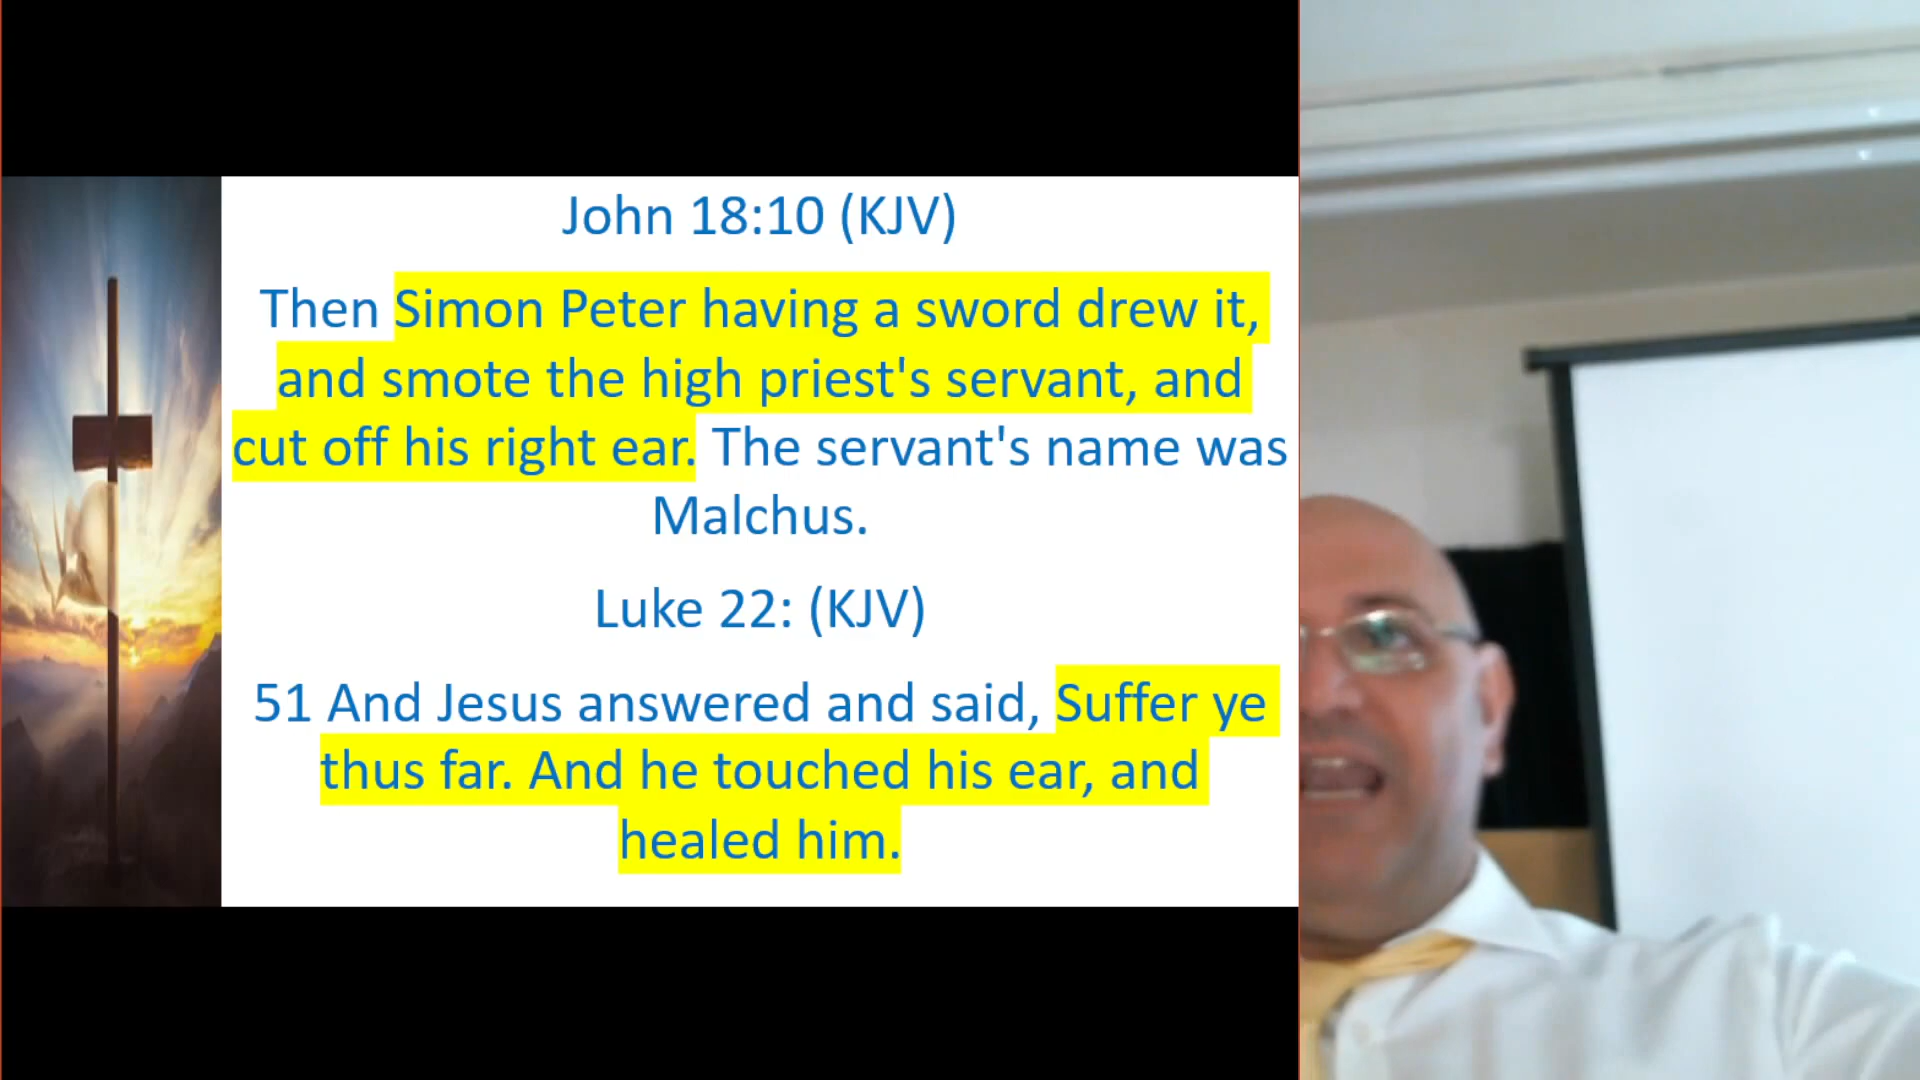 John 18:10 (KJV)
Then Simon Peter having a sword drew it,
and smote the high priest's servant, and
cut off his right ear. The servant's name was
Malchus.
Luke 22: (KJV)
51 And Jesus answered and said, Suffer ye
thus far. And he touched his ear, and
healed him.